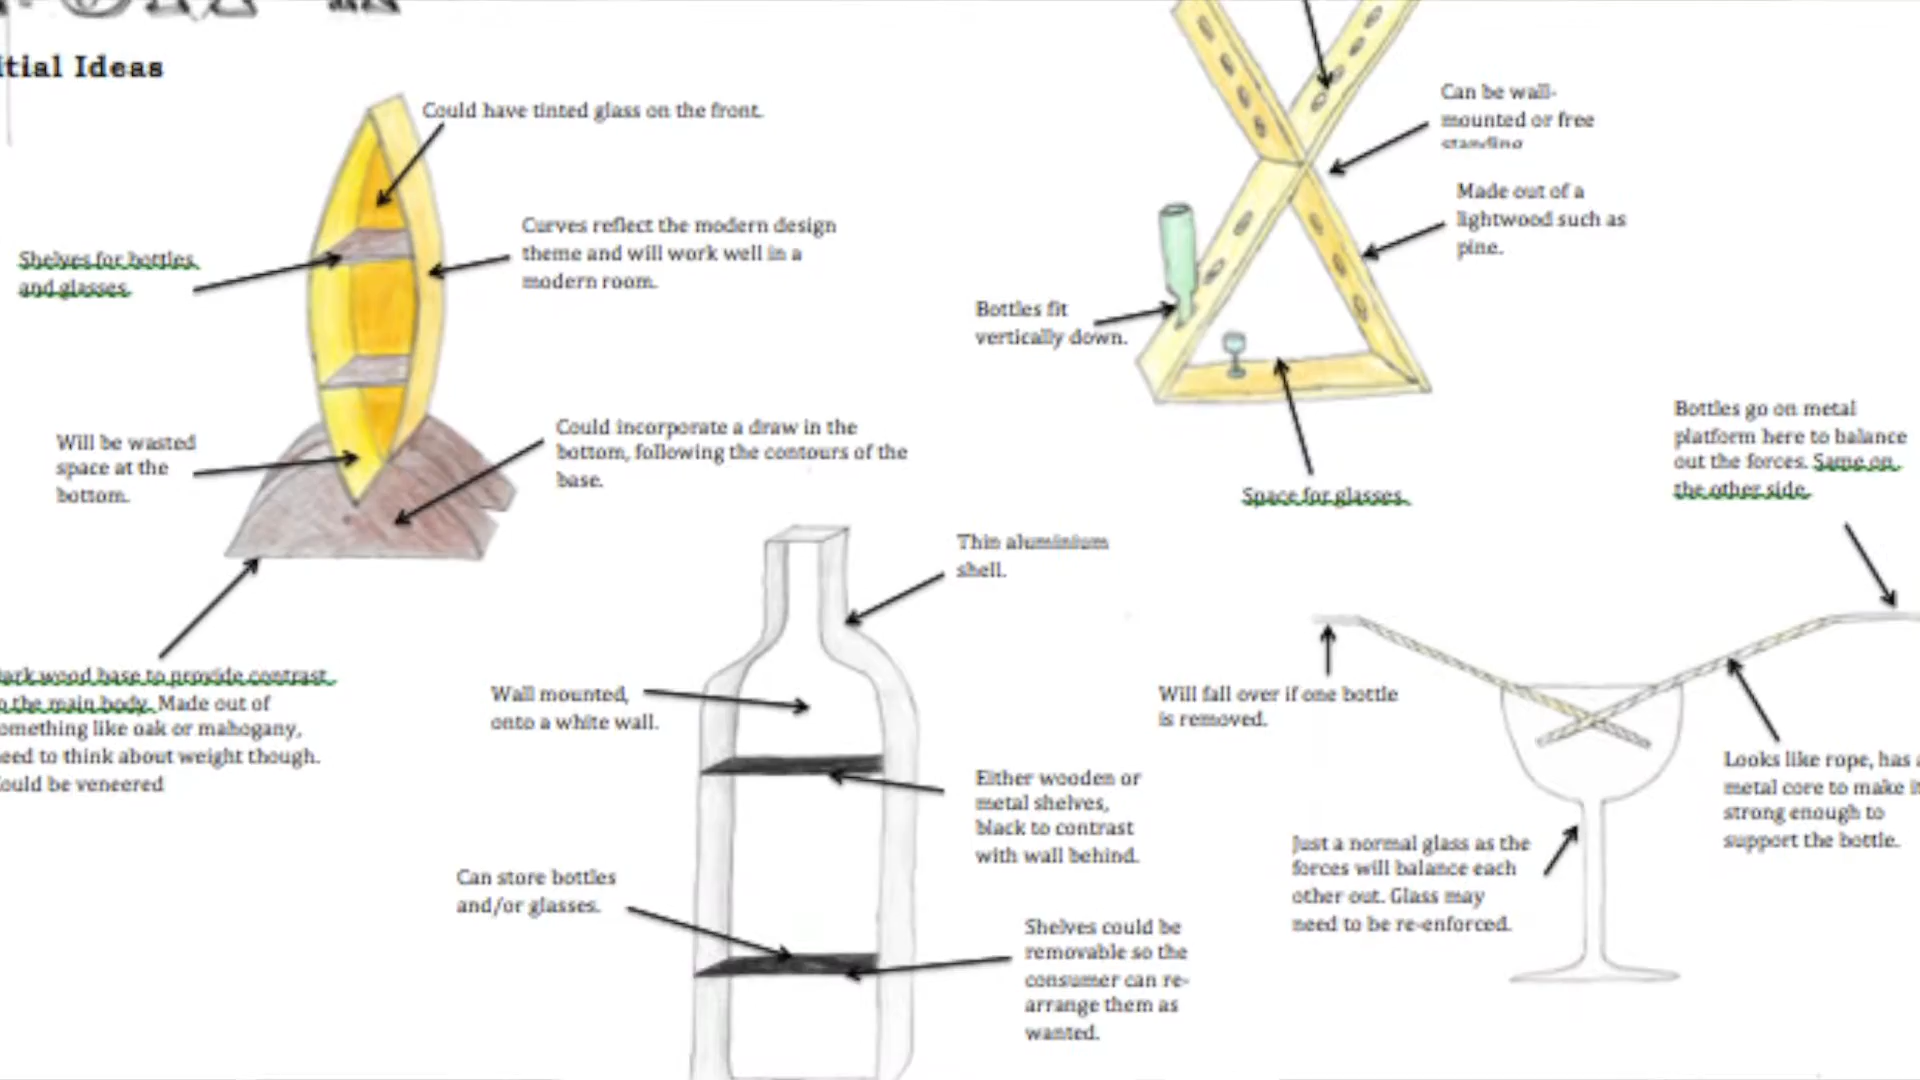 itial Ideas
Could have tinted glass on the front.
Shelves for bottles
and glasses.
Curves reflect the modern design
theme and will work well in a
modern room.
Will be wasted
space at the
bottom.
Could incorporate a draw in the
bottom, following the contours of the
base.
ark wood base to provide contrast
o the main body. Made out of
omething like oak or mahogany,
eed to think about weight though.
ould be veneered
Can be wall-
mounted or free
standing
Made out of a
lightwood such as
pine.
Bottles fit
vertically down.
Space for glasses.
Thin aluminium
shell.
Wall mounted,
onto a white wall.
Either wooden or
metal shelves,
black to contrast
with wall behind.
Can store bottles
and/or glasses.
Shelves could be
removable so the
consumer can re-
arrange them as
wanted.
Bottles go on metal
platform here to balance
out the forces. Same on
the other side.
Will fall over if one bottle
is removed.
Looks like rope, has a
metal core to make it
strong enough to
support the bottle.
Just a normal glass as the
forces will balance each
other out. Glass may
need to be re-enforced.